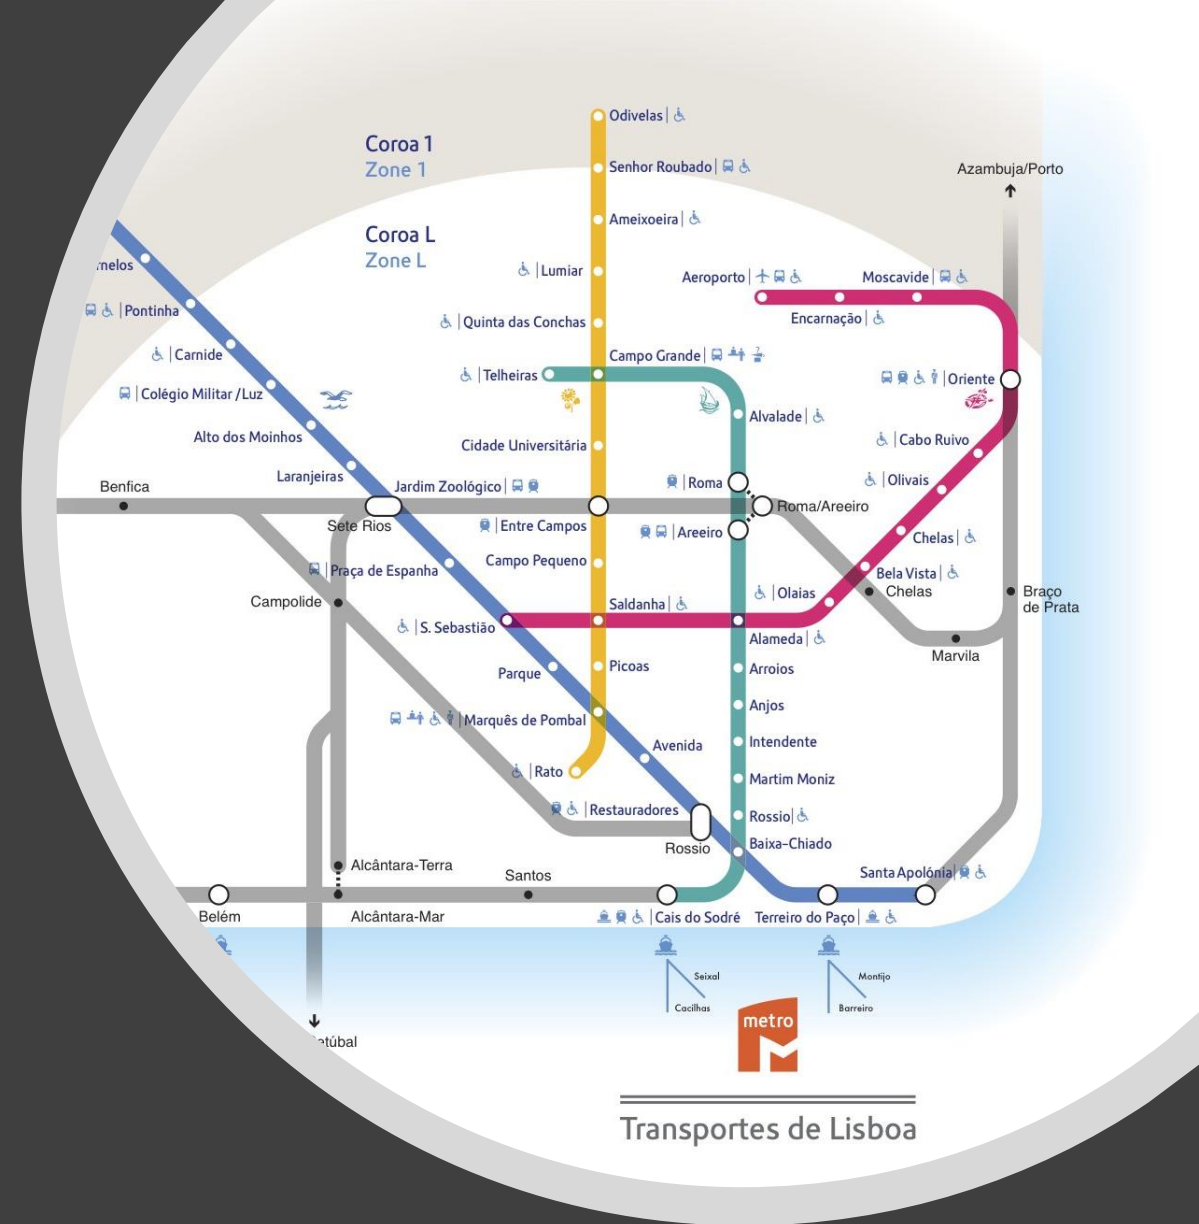 Odivelas
Coroa 1
Zone 1
Senhor Roubado
Azambuja/Porto
Ameixoeira
Coroa L
Zone L
Lumiar
Aeroporto
Moscavide
Pontinha
Encarnação
Quinta das Conchas
Carnide
Campo Grande
Telheiras
Oriente
Colégio Militar /Luz
Alvalade
Alto dos Moinhos
Cabo Ruivo
Cidade Universitária
Laranjeiras
Olivais
Benfica
Jardim Zoológico
Roma
Roma/Areeiro
Sete Rios
Entre Campos
Areeiro
Chelas
Campo Pequeno
Praça de Espanha
Bela Vista
Chelas
Olaias
Braço
de Prata
Campolide
Saldanha
S. Sebastião
Alameda
Marvila
Parque
Picoas
Arroios
Anjos
Marquês de Pombal
Avenida
Intendente
Rato
Martim Moniz
Restauradores
Rossio
Rossio
Baixa-Chiado
Alcântara-Terra
Santos
Santa Apolónia
Belém
Alcântara-Mar
Cais do Sodré
Terreiro do Paço
Seixal
Cacilhas
Montijo
Barreiro
metro
Transportes de Lisboa